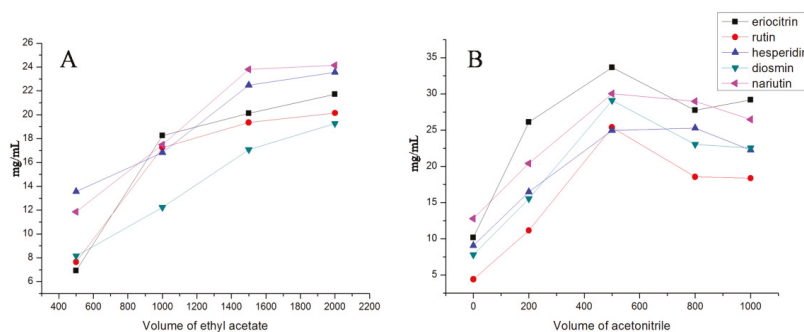 A
mg/mL
26
24
22
20
18
16
14
12
10
8
6
400 600 800 1000 1200 1400 1600 1800 2000 2200
Volume of ethyl acetate
B
mg/mL
35
30
25
20
15
10
5
0 200 400 600 800 1000
Volume of acetonitrile
eriocitrin
rutin
hesperidin
diosmin
nariutin